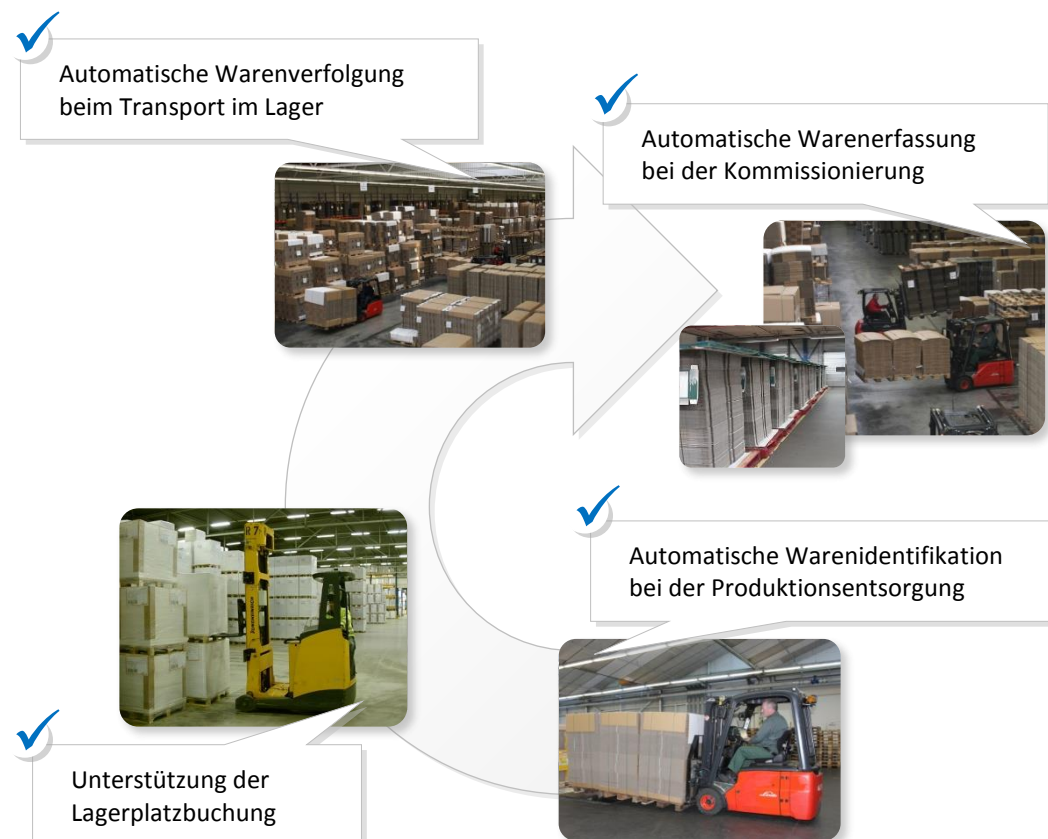 Automatische Warenverfolgung
beim Transport im Lager
Automatische Warenerfassung
bei der Kommissionierung
Automatische Warenidentifikation
bei der Produktionsentsorgung
Unterstützung der
Lagerplatzbuchung